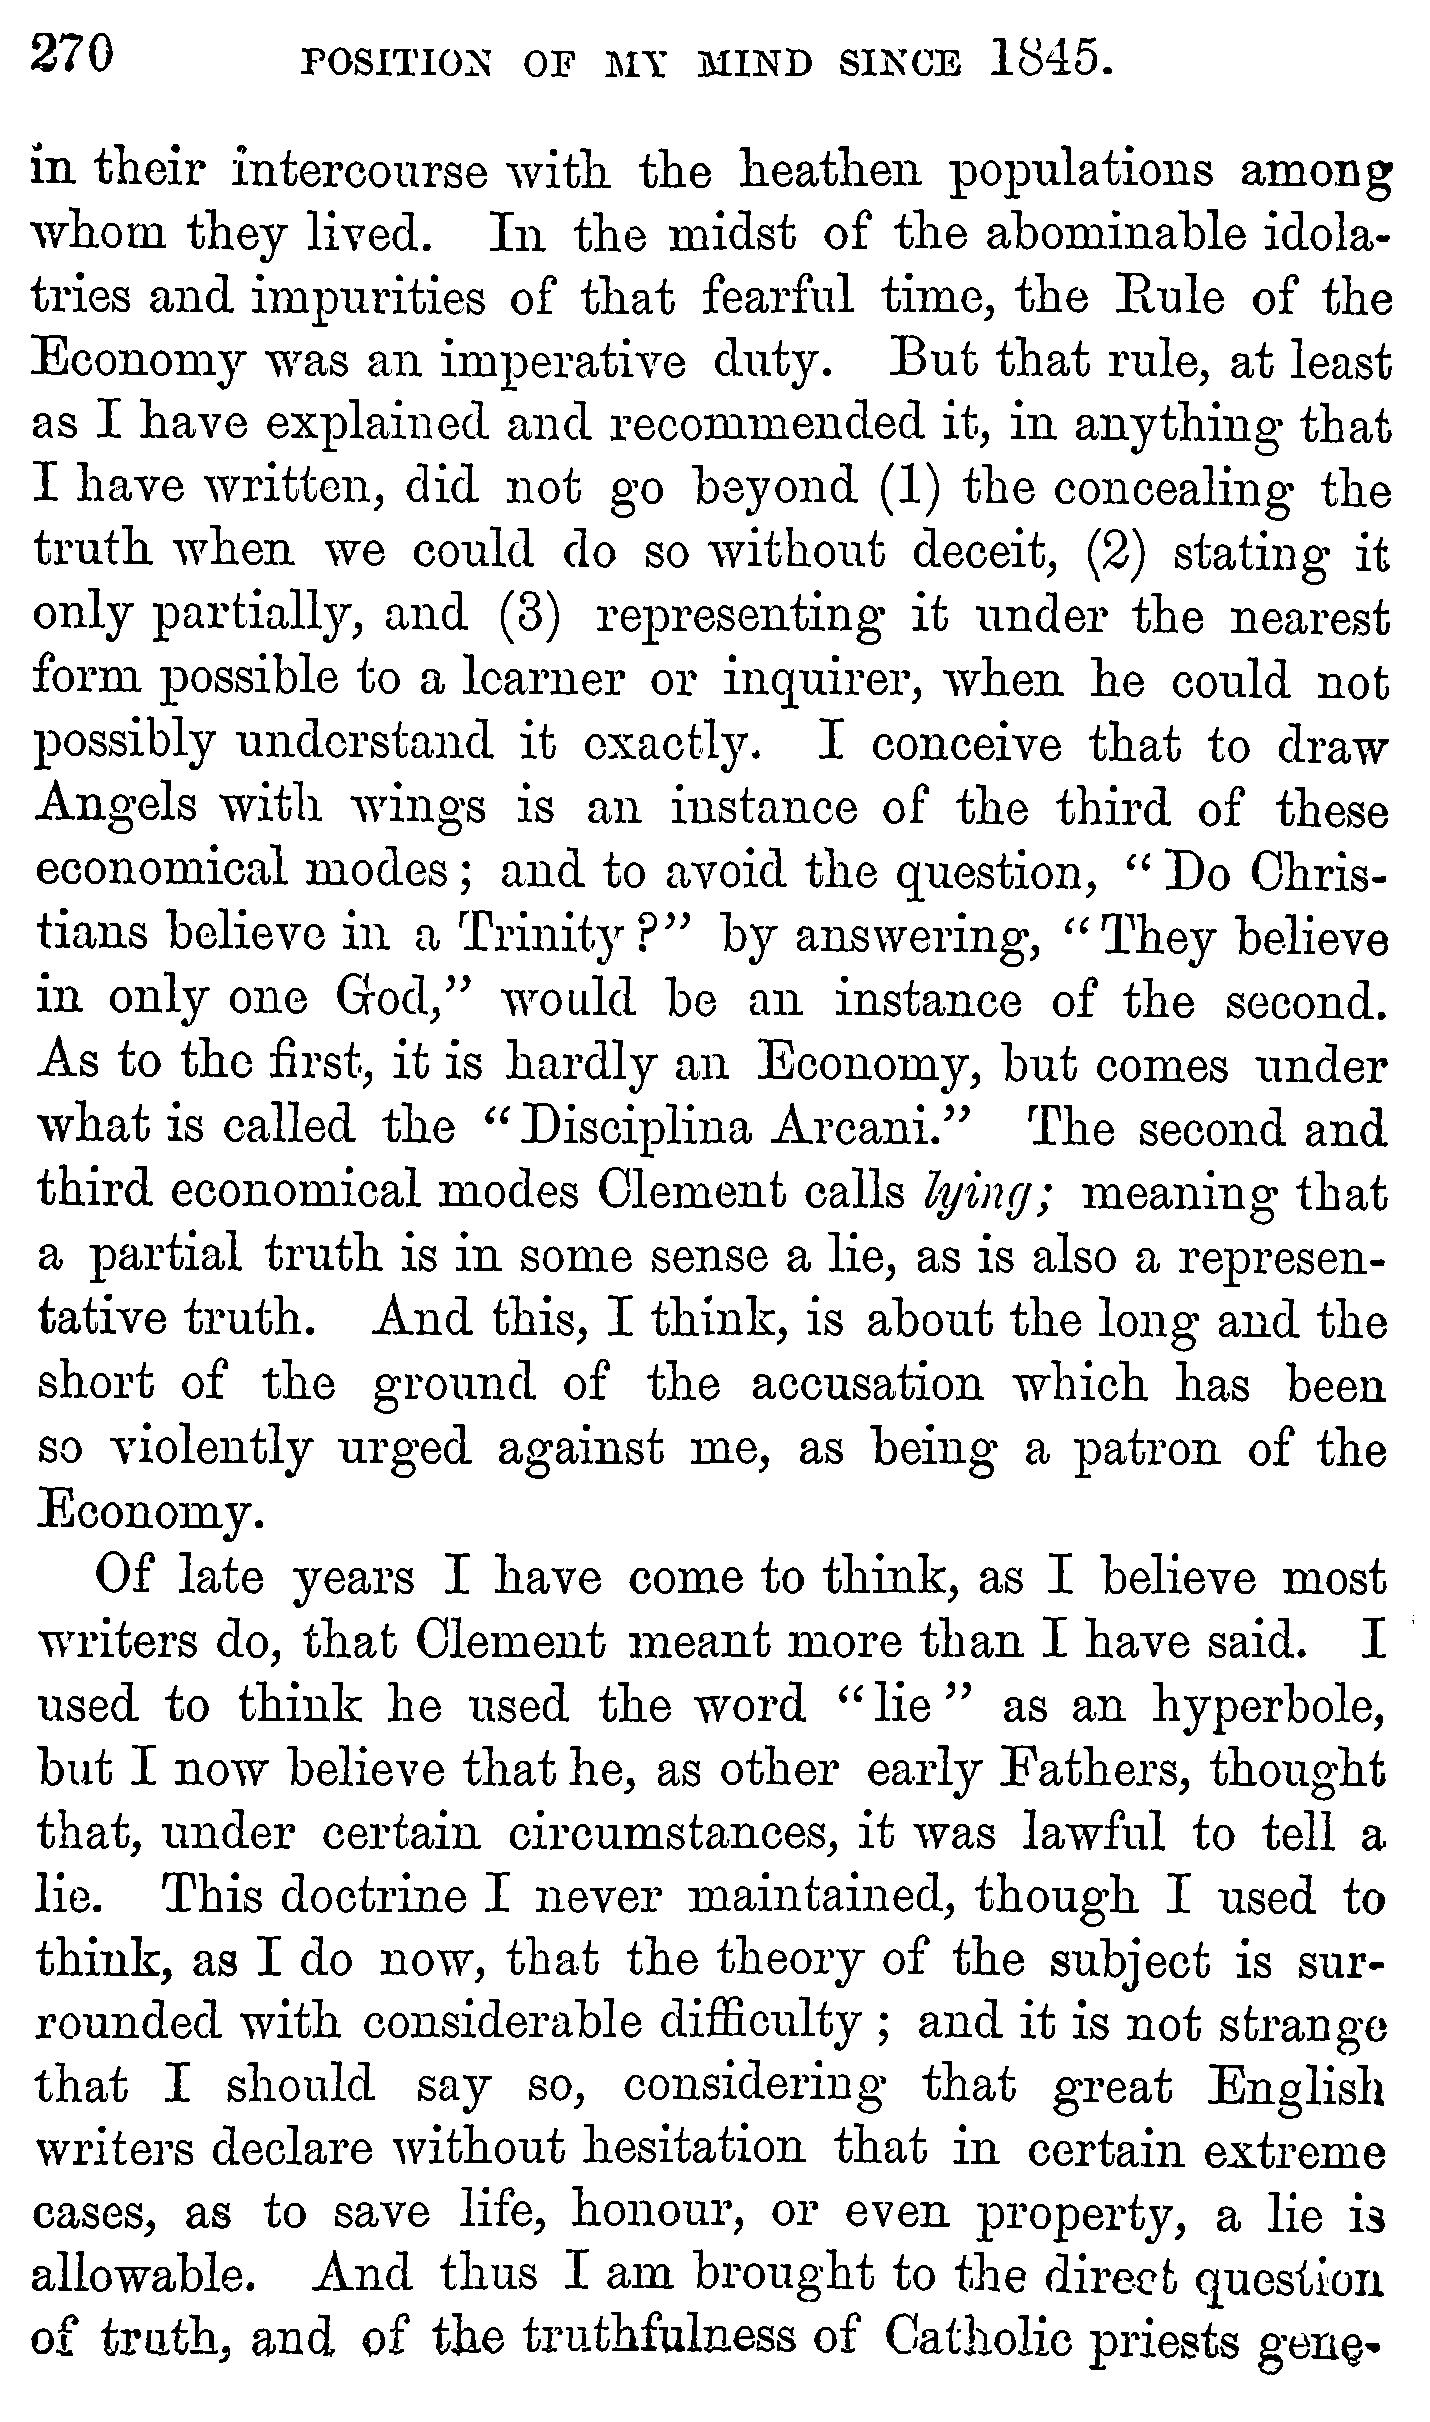 270 POSITION OF MY MIND SINCE 1845.
in their intercourse with the heathen populations among
whom they lived. In the midst of the abominable idola-
tries and impurities of that fearful time, the Rule of the
Economy was an imperative duty. But that rule, at least
as I have explained and recommended it, in anything that
I have written, did not go beyond (1) the concealing the
truth when we could do so without deceit, (2) stating it
only partially, and (3) representing it under the nearest
form possible to a learner or inquirer, when he could not
possibly understand it exactly. I conceive that to draw
Angels with wings is an instance of the third of these
economical modes; and to avoid the question, “Do Chris-
tians believe in a Trinity?” by answering, “They believe
in only one God,” would be an instance of the second.
As to the first, it is hardly an Economy, but comes under
what is called the “Disciplina Arcani.” The second and
third economical modes Clement calls lying; meaning that
a partial truth is in some sense a lie, as is also a represen-
tative truth. And this, I think, is about the long and the
short of the ground of the accusation which has been
so violently urged against me, as being a patron of the
Economy.
Of late years I have come to think, as I believe most
writers do, that Clement meant more than I have said. I
used to think he used the word “lie” as an hyperbole,
but I now believe that he, as other early Fathers, thought
that, under certain circumstances, it was lawful to tell a
lie. This doctrine I never maintained, though I used to
think, as I do now, that the theory of the subject is sur-
rounded with considerable difficulty; and it is not strange
that I should say so, considering that great English
writers declare without hesitation that in certain extreme
cases, as to save life, honour, or even property, a lie is
allowable. And thus I am brought to the direct question
of truth, and of the truthfulness of Catholic priests gene-